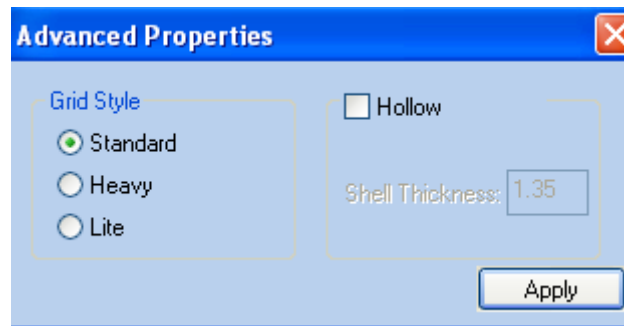 Advanced Properties
Grid Style
Standard
Heavy
Lite
Hollow
Shell Thickness: 1.35
Apply